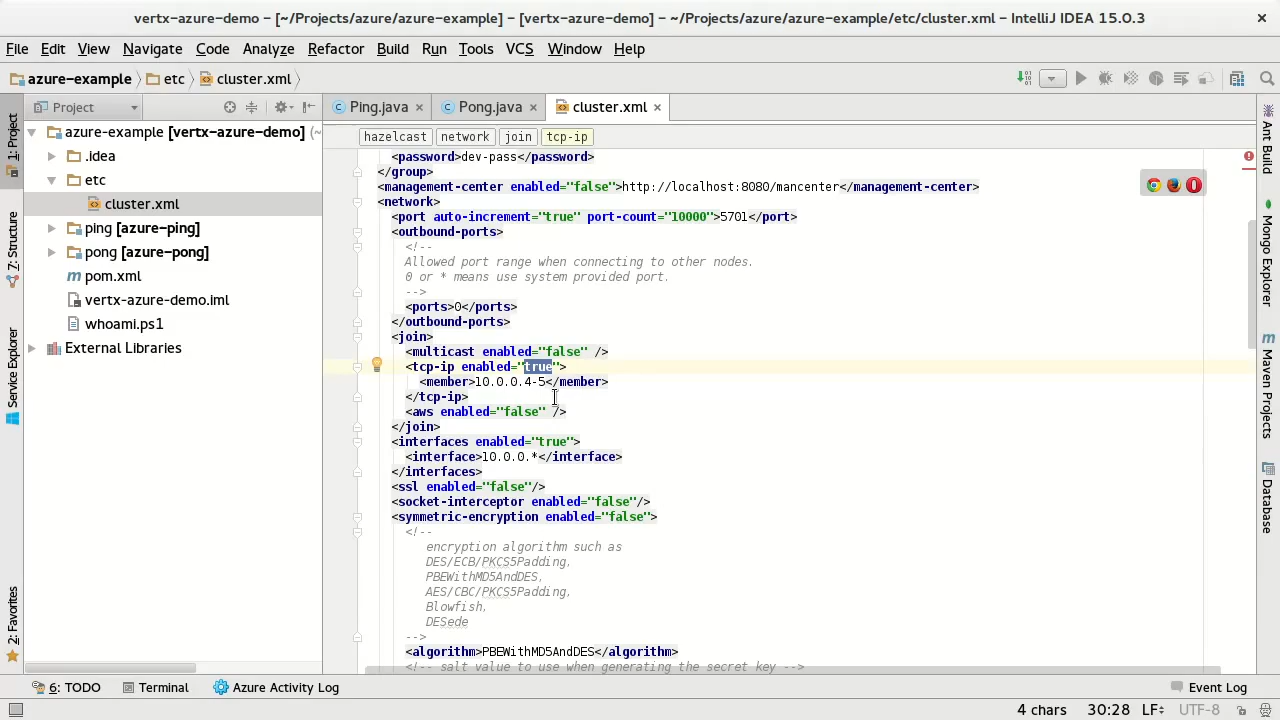 vertx-azure-demo – [~/Projects/azure/azure-example] – [vertx-azure-demo] – ~/Projects/azure/azure-example/etc/cluster.xml – IntelliJ IDEA 15.0.3
File Edit View Navigate Code Analyze Refactor Build Run Tools VCS Window Help
azure-example etc cluster.xml
Project
Ping.java
Pong.java
cluster.xml
hazelcast network join tcp-ip
1: Project
7: Structure
Service Explorer
2: Favorites
azure-example [vertx-azure-demo] (~
.idea
etc
cluster.xml
ping [azure-ping]
pong [azure-pong]
pom.xml
vertx-azure-demo.iml
whoami.ps1
External Libraries
<password>dev-pass</password>
</group>
<management-center enabled="false">http://localhost:8080/mancenter</management-center>
<network>
<port auto-increment="true" port-count="10000">5701</port>
<outbound-ports>
<!--
Allowed port range when connecting to other nodes.
0 or * means use system provided port.
-->
<ports>0</ports>
</outbound-ports>
<join>
<multicast enabled="false" />
<tcp-ip enabled="true">
<member>10.0.0.4-5</member>
</tcp-ip>
<aws enabled="false" />
</join>
<interfaces enabled="true">
<interface>10.0.0.*</interface>
</interfaces>
<ssl enabled="false"/>
<socket-interceptor enabled="false"/>
<symmetric-encryption enabled="false">
<!--
encryption algorithm such as
DES/ECB/PKCS5Padding,
PBEWithMD5AndDES,
AES/CBC/PKCS5Padding,
Blowfish,
DESede
-->
<algorithm>PBEWithMD5AndDES</algorithm>
<!-- salt value to use when generating the secret key -->
Ant Build
Mongo Explorer
Maven Projects
Database
6: TODO Terminal Azure Activity Log Event Log
4 chars 30:28 LF UTF-8